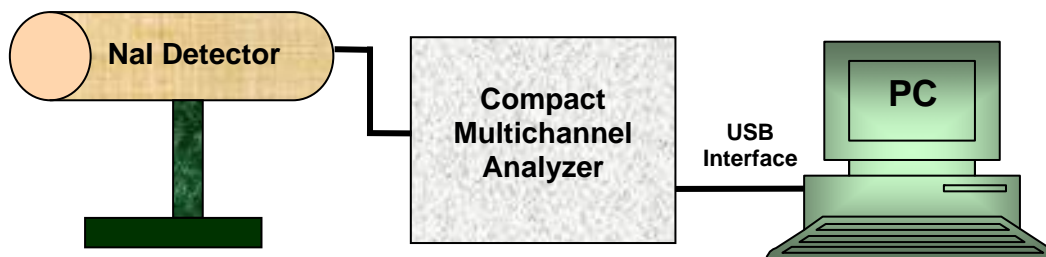 NaI Detector
Compact
Multichannel
Analyzer
USB
Interface
PC